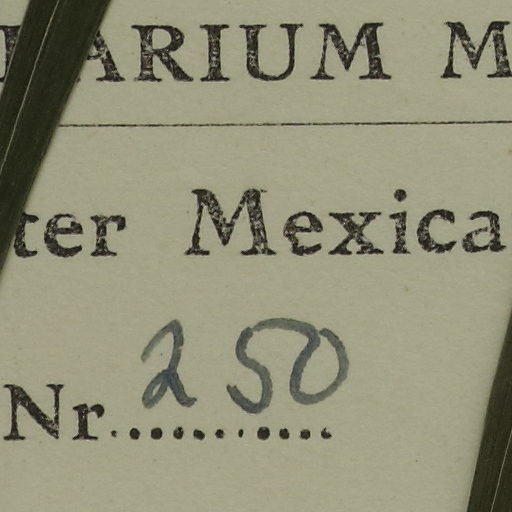 ARIUM M
ter Mexica
Nr. 250